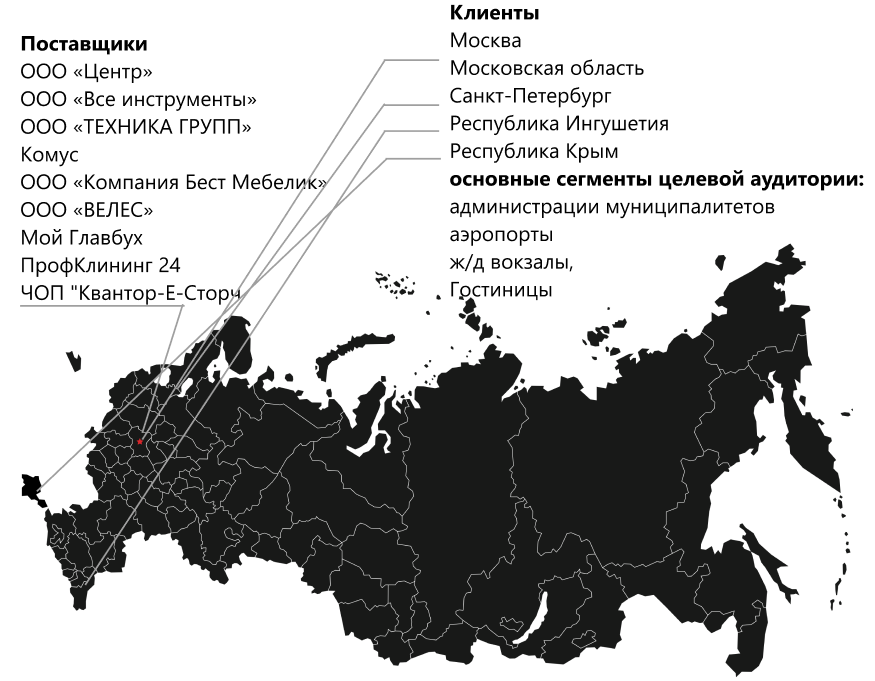 Поставщики
ООО «Центр»
ООО «Все инструменты»
ООО «ТЕХНИКА ГРУПП»
Комус
ООО «Компания Бест Мебелик»
ООО «ВЕЛЕС»
Мой Главбух
ПрофКлининг 24
ЧОП "Квантор-Е-Сторч
Клиенты
Москва
Московская область
Санкт-Петербург
Республика Ингушетия
Республика Крым
основные сегменты целевой аудитории:
администрации муниципалитетов
аэропорты
ж/д вокзалы,
Гостиницы